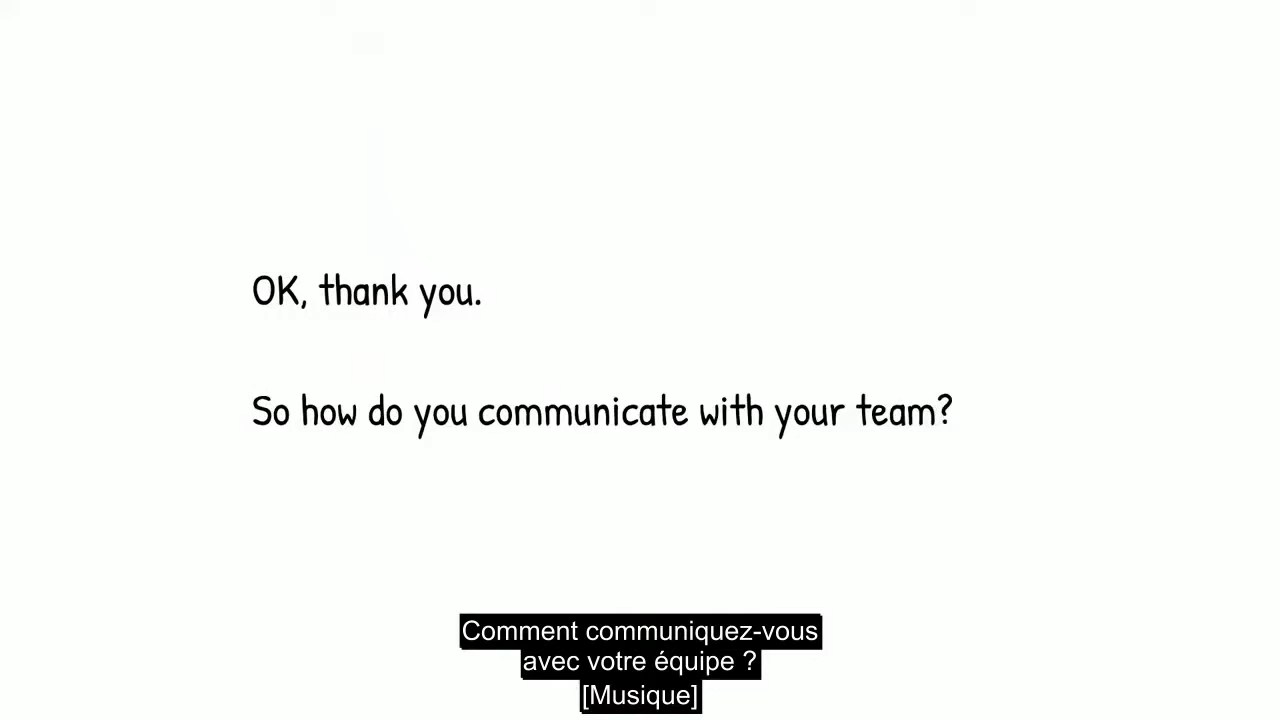 OK, thank you.
So how do you communicate with your team?
Comment communiquez-vous
avec votre équipe ?
[Musique]